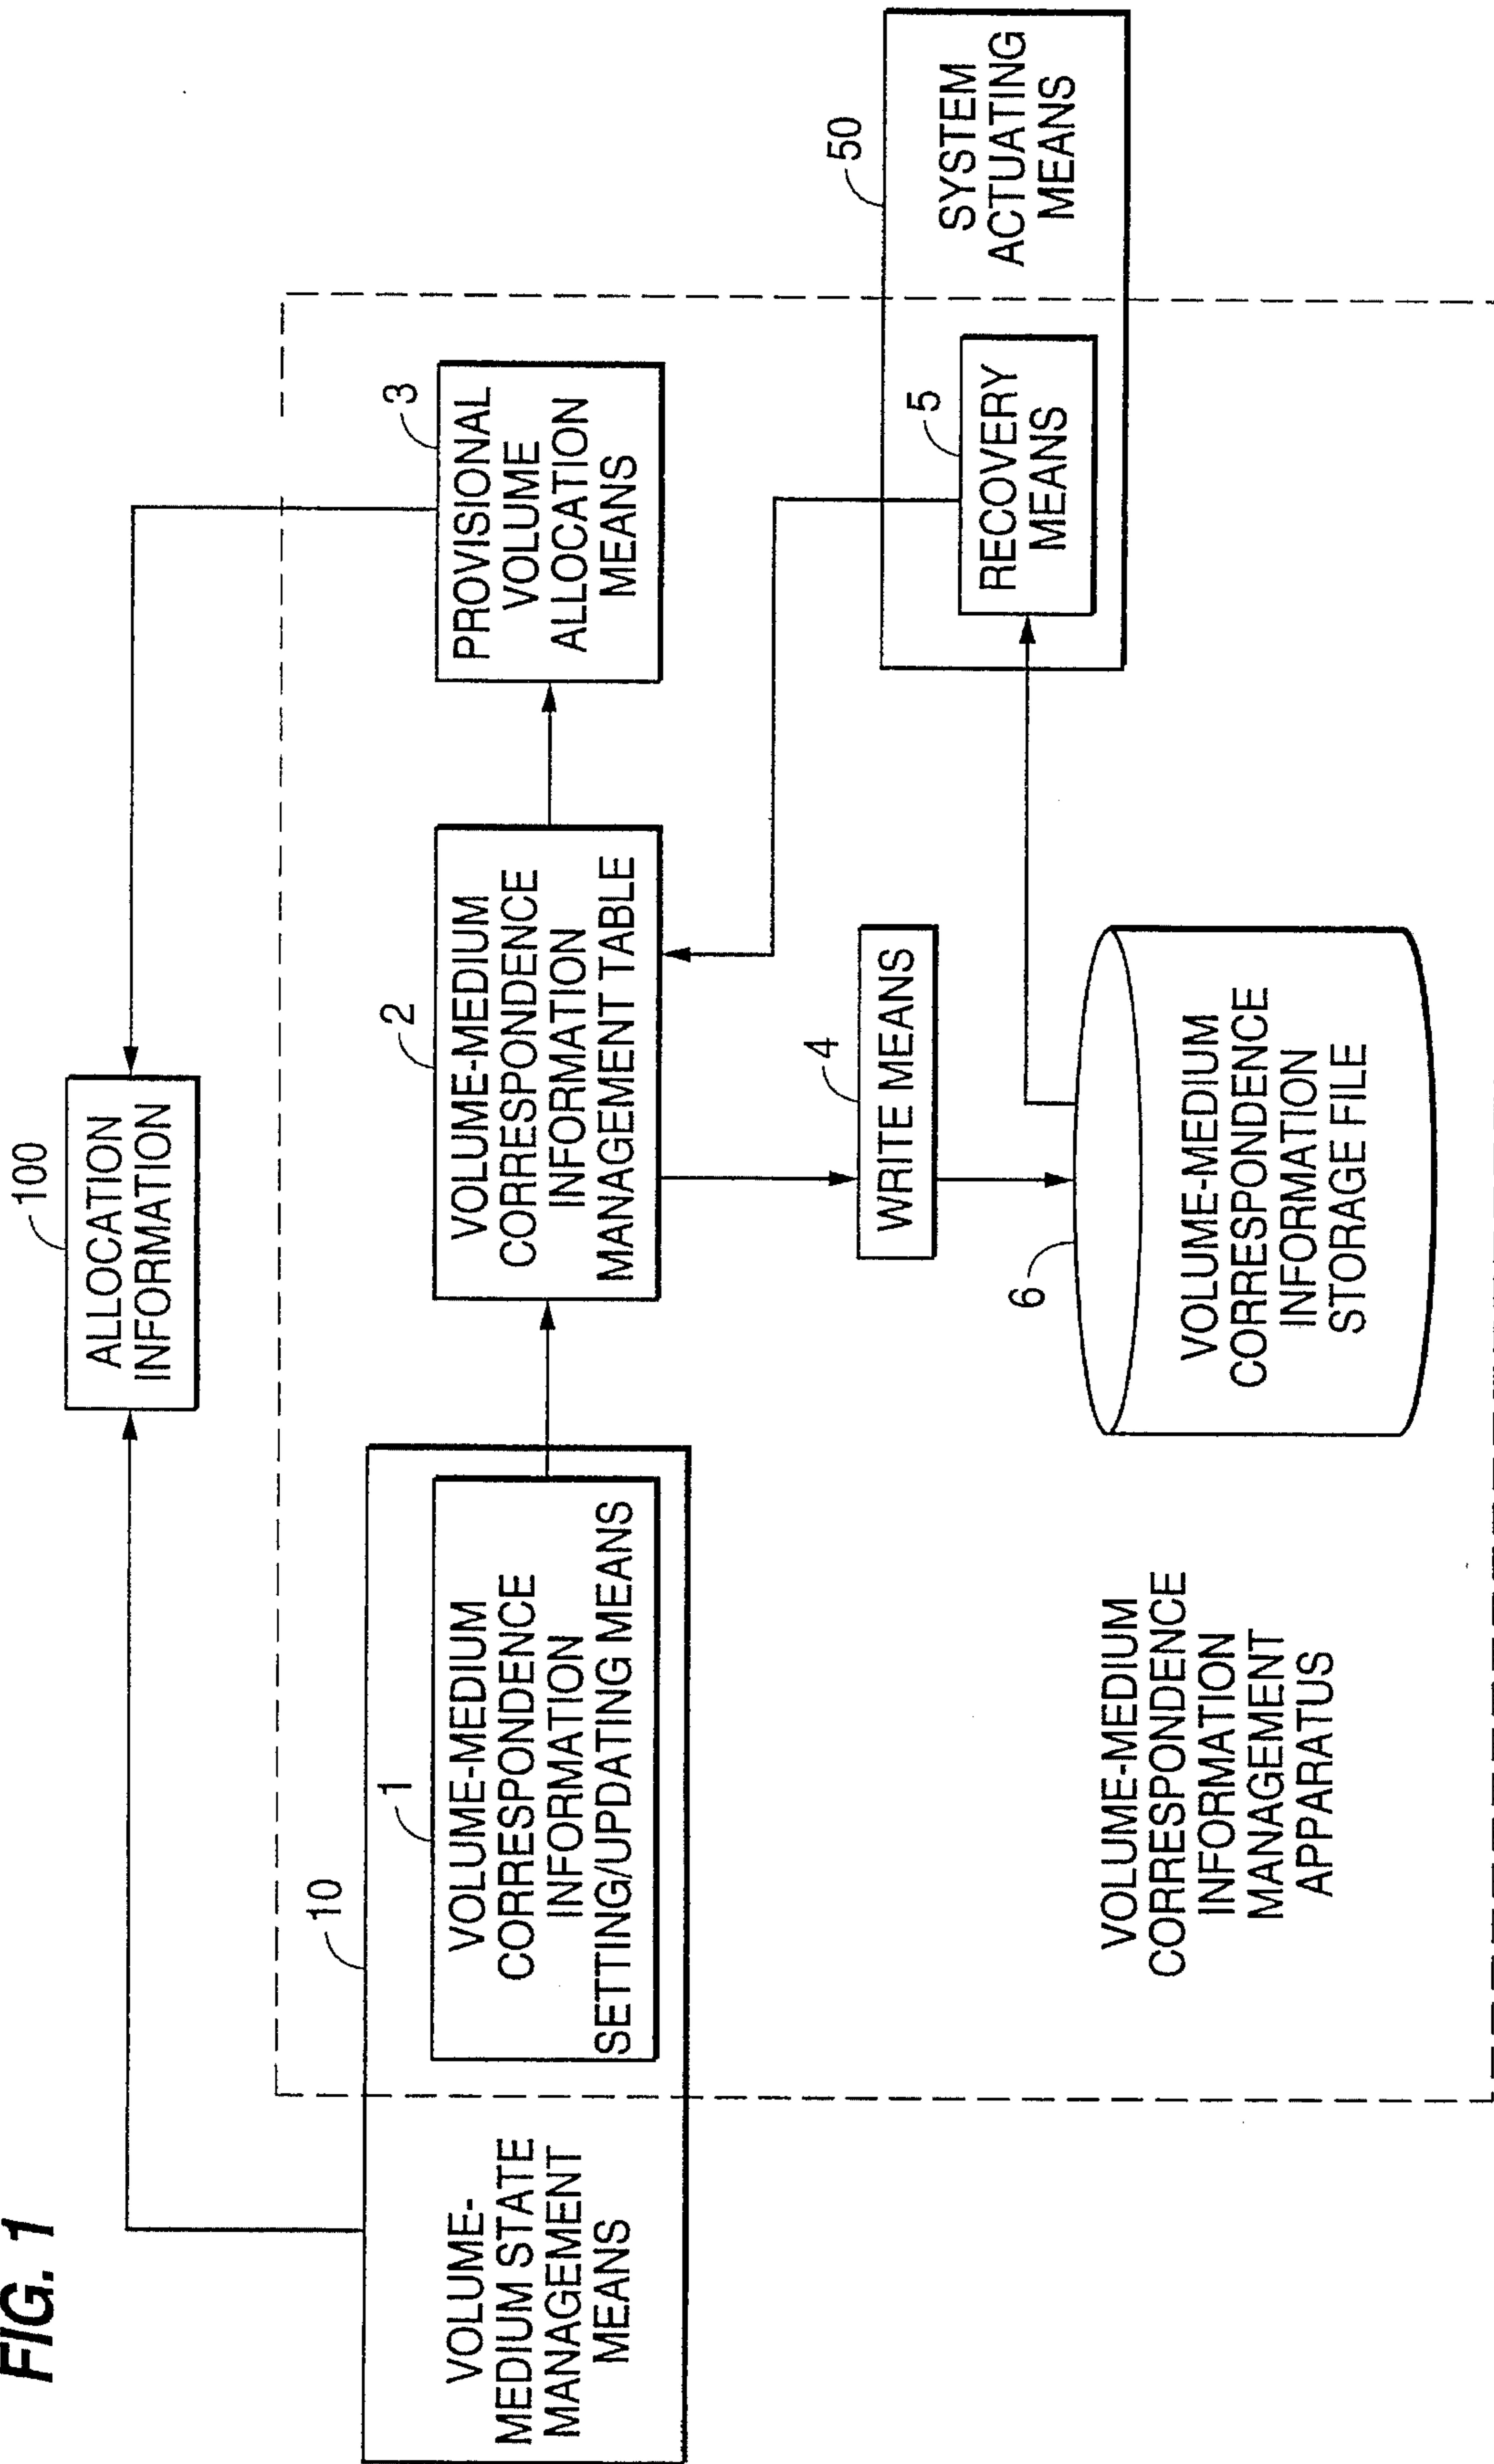 FIG. 1
100
ALLOCATION
INFORMATION
10
VOLUME-
MEDIUM STATE
MANAGEMENT
MEANS
1
VOLUME-MEDIUM
CORRESPONDENCE
INFORMATION
SETTING/UPDATING MEANS
2
VOLUME-MEDIUM
CORRESPONDENCE
INFORMATION
MANAGEMENT TABLE
3
PROVISIONAL
VOLUME
ALLOCATION
MEANS
4
WRITE MEANS
50
SYSTEM
ACTUATING
MEANS
5
RECOVERY
MEANS
6
VOLUME-MEDIUM
CORRESPONDENCE
INFORMATION
STORAGE FILE
VOLUME-MEDIUM
CORRESPONDENCE
INFORMATION
MANAGEMENT
APPARATUS